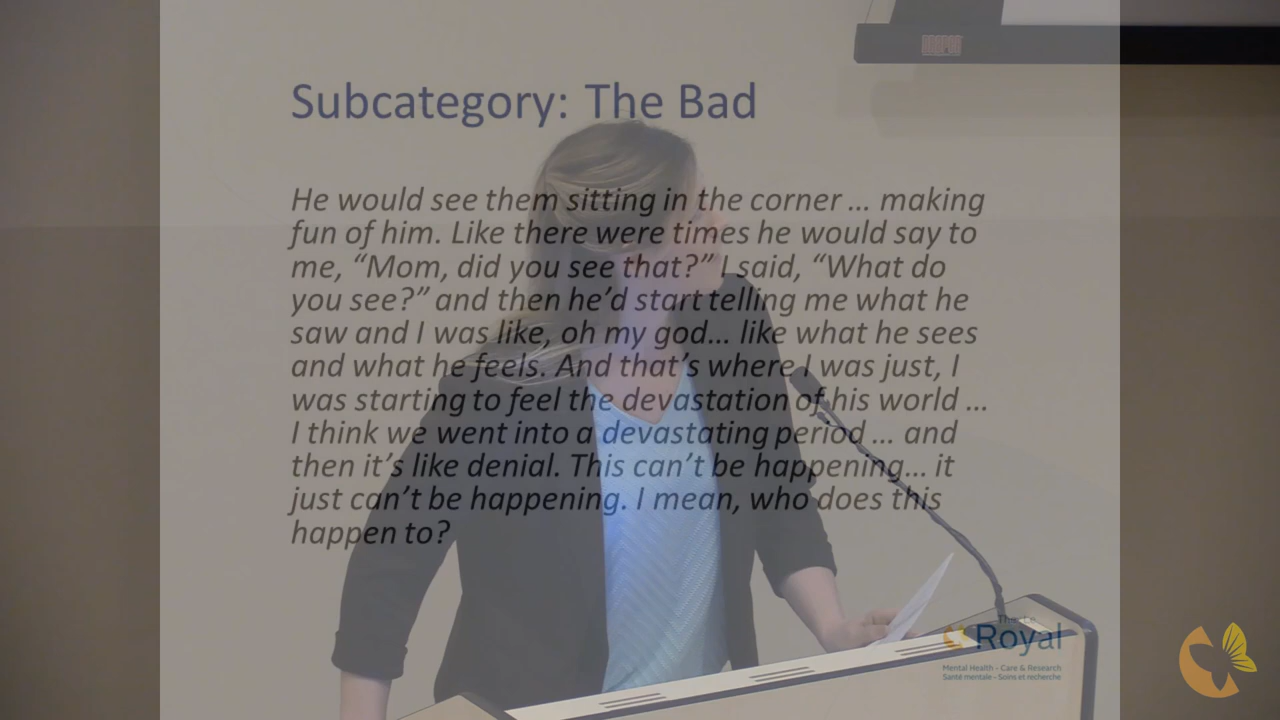 DRAPER
Subcategory: The Bad
He would see them sitting in the corner … making
fun of him. Like there were times he would say to
me, “Mom, did you see that?” I said, “What do
you see?” and then he’d start telling me what he
saw and I was like, oh my god… like what he sees
and what he feels. And that’s where I was just, I
was starting to feel the devastation of his world …
I think we went into a devastating period … and
then it’s like denial. This can’t be happening… it
just can’t be happening. I mean, who does this
happen to?
The Le
Royal
Mental Health - Care & Research
Santé mentale - Soins et recherche